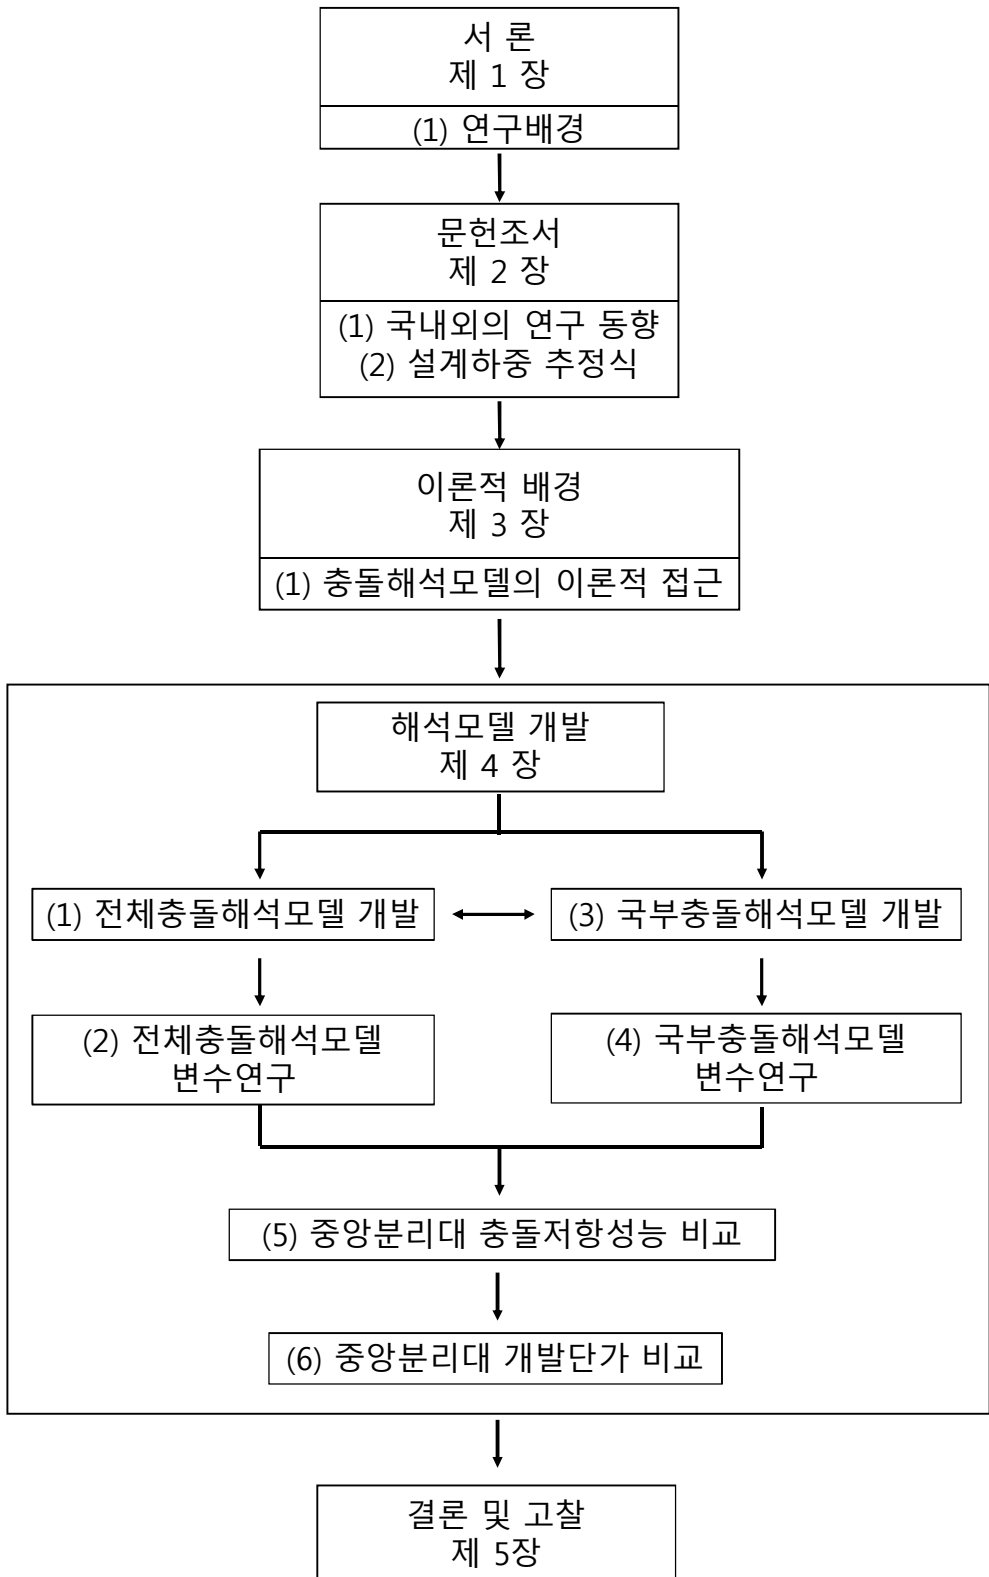 서 론
제 1 장
(1) 연구배경
문헌조서
제 2 장
(1) 국내외의 연구 동향
(2) 설계하중 추정식
이론적 배경
제 3 장
(1) 충돌해석모델의 이론적 접근
해석모델 개발
제 4 장
(1) 전체충돌해석모델 개발
(3) 국부충돌해석모델 개발
(2) 전체충돌해석모델
변수연구
(4) 국부충돌해석모델
변수연구
(5) 중앙분리대 충돌저항성능 비교
(6) 중앙분리대 개발단가 비교
결론 및 고찰
제 5장